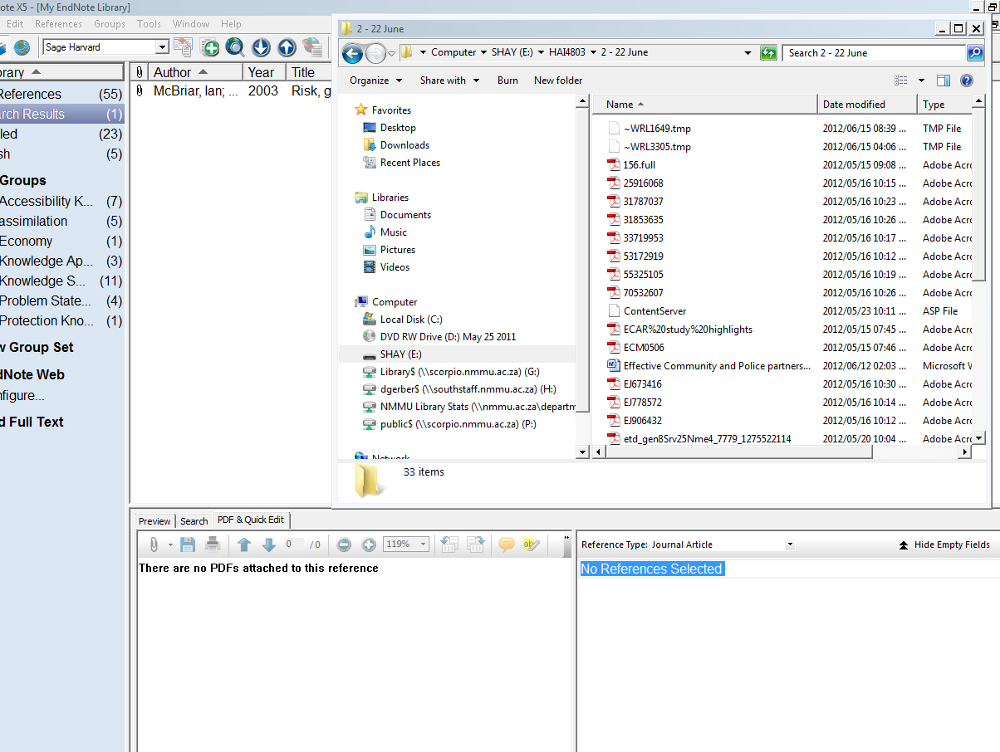 ote X5 - [My EndNote Library]
Edit References Groups Tools Window Help
Sage Harvard
brary
References (55)
arch Results (1)
led (23)
sh (5)
Groups
Accessibility K... (7)
assimilation (5)
Economy (1)
Knowledge Ap... (3)
Knowledge S... (11)
Problem State... (4)
Protection Kno... (1)
w Group Set
dNote Web
nfigure...
d Full Text
Author Year Title
McBriar, Ian; ... 2003 Risk, g
2 - 22 June
Computer SHAY (E:) HAI4803 2 - 22 June
Search 2 - 22 June
Organize Share with Burn New folder
Favorites
Desktop
Downloads
Recent Places
Libraries
Documents
Music
Pictures
Videos
Computer
Local Disk (C:)
DVD RW Drive (D:) May 25 2011
SHAY (E:)
Library$ (\\scorpio.nmmu.ac.za) (G:)
dgerber$ (\\southstaff.nmmu.ac.za) (H:)
NMMU Library Stats (\\nmmu.ac.za\departm
public$ (\\scorpio.nmmu.ac.za) (P:)
Network
Name Date modified Type
~WRL1649.tmp 2012/06/15 08:39 ... TMP File
~WRL3305.tmp 2012/06/15 04:06 ... TMP File
156.full 2012/05/15 09:08 ... Adobe Acro
25916068 2012/05/16 10:15 ... Adobe Acro
31787037 2012/05/16 10:23 ... Adobe Acro
31853635 2012/05/16 10:26 ... Adobe Acro
33719953 2012/05/16 10:17 ... Adobe Acro
53172919 2012/05/16 10:12 ... Adobe Acro
55325105 2012/05/16 10:19 ... Adobe Acro
70532607 2012/05/16 10:26 ... Adobe Acro
ContentServer 2012/05/23 10:11 ... ASP File
ECAR%20study%20highlights 2012/05/15 07:45 ... Adobe Acro
ECM0506 2012/05/15 07:46 ... Adobe Acro
Effective Community and Police partners... 2012/06/12 02:03 ... Microsoft W
EJ673416 2012/05/16 10:30 ... Adobe Acro
EJ778572 2012/05/16 10:14 ... Adobe Acro
EJ906432 2012/05/16 10:12 ... Adobe Acro
etd_gen8Srv25Nme4_7779_1275522114 2012/05/20 10:04 ... Adobe Acro
33 items
Preview Search PDF & Quick Edit
0 / 0 119%
There are no PDFs attached to this reference
Reference Type: Journal Article Hide Empty Fields
No References Selected